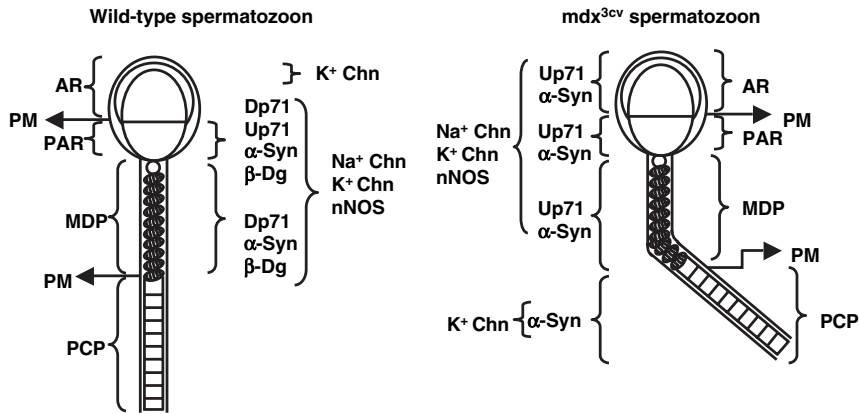 Wild-type spermatozoon
AR
PM
PAR
MDP
PM
PCP
K⁺ Chn
Dp71
Up71
α-Syn
β-Dg
Dp71
α-Syn
β-Dg
Na⁺ Chn
K⁺ Chn
nNOS
mdx³ᶜᵛ spermatozoon
Na⁺ Chn
K⁺ Chn
nNOS
Up71
α-Syn
Up71
α-Syn
Up71
α-Syn
K⁺ Chn
α-Syn
AR
PM
PAR
MDP
PM
PCP